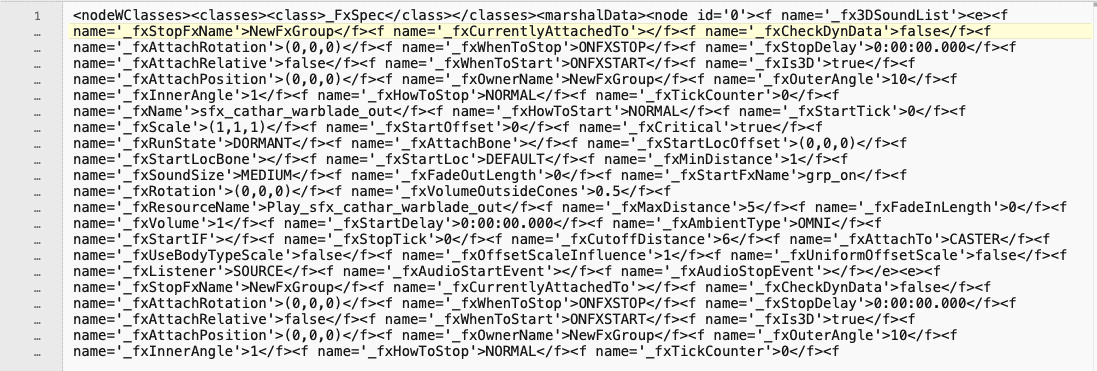 1 <nodeWClasses><classes><class>_FxSpec</class></classes><marshalData><node id='0'><f name='_fx3DSoundList'><e><f
… name='_fxStopFxName'>NewFxGroup</f><f name='_fxCurrentlyAttachedTo'></f><f name='_fxCheckDynData'>false</f><f
… name='_fxAttachRotation'>(0,0,0)</f><f name='_fxWhenToStop'>ONFXSTOP</f><f name='_fxStopDelay'>0:00:00.000</f><f
… name='_fxAttachRelative'>false</f><f name='_fxWhenToStart'>ONFXSTART</f><f name='_fxIs3D'>true</f><f
… name='_fxAttachPosition'>(0,0,0)</f><f name='_fxOwnerName'>NewFxGroup</f><f name='_fxOuterAngle'>10</f><f
… name='_fxInnerAngle'>1</f><f name='_fxHowToStop'>NORMAL</f><f name='_fxTickCounter'>0</f><f
… name='_fxName'>sfx_cathar_warblade_out</f><f name='_fxHowToStart'>NORMAL</f><f name='_fxStartTick'>0</f><f
… name='_fxScale'>(1,1,1)</f><f name='_fxStartOffset'>0</f><f name='_fxCritical'>true</f><f
… name='_fxRunState'>DORMANT</f><f name='_fxAttachBone'></f><f name='_fxStartLocOffset'>(0,0,0)</f><f
… name='_fxStartLocBone'></f><f name='_fxStartLoc'>DEFAULT</f><f name='_fxMinDistance'>1</f><f
… name='_fxSoundSize'>MEDIUM</f><f name='_fxFadeOutLength'>0</f><f name='_fxStartFxName'>grp_on</f><f
… name='_fxRotation'>(0,0,0)</f><f name='_fxVolumeOutsideCones'>0.5</f><f
… name='_fxResourceName'>Play_sfx_cathar_warblade_out</f><f name='_fxMaxDistance'>5</f><f name='_fxFadeInLength'>0</f><f
… name='_fxVolume'>1</f><f name='_fxStartDelay'>0:00:00.000</f><f name='_fxAmbientType'>OMNI</f><f
… name='_fxStartIF'></f><f name='_fxStopTick'>0</f><f name='_fxCutoffDistance'>6</f><f name='_fxAttachTo'>CASTER</f><f
… name='_fxUseBodyTypeScale'>false</f><f name='_fxOffsetScaleInfluence'>1</f><f name='_fxUniformOffsetScale'>false</f><f
… name='_fxListener'>SOURCE</f><f name='_fxAudioStartEvent'></f><f name='_fxAudioStopEvent'></f></e><e><f
… name='_fxStopFxName'>NewFxGroup</f><f name='_fxCurrentlyAttachedTo'></f><f name='_fxCheckDynData'>false</f><f
… name='_fxAttachRotation'>(0,0,0)</f><f name='_fxWhenToStop'>ONFXSTOP</f><f name='_fxStopDelay'>0:00:00.000</f><f
… name='_fxAttachRelative'>false</f><f name='_fxWhenToStart'>ONFXSTART</f><f name='_fxIs3D'>true</f><f
… name='_fxAttachPosition'>(0,0,0)</f><f name='_fxOwnerName'>NewFxGroup</f><f name='_fxOuterAngle'>10</f><f
… name='_fxInnerAngle'>1</f><f name='_fxHowToStop'>NORMAL</f><f name='_fxTickCounter'>0</f><f